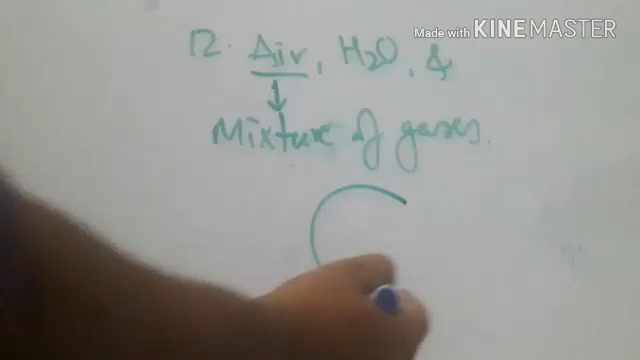 Made with KINEMASTER
12. Air, H₂O, &
Mixture of gases.